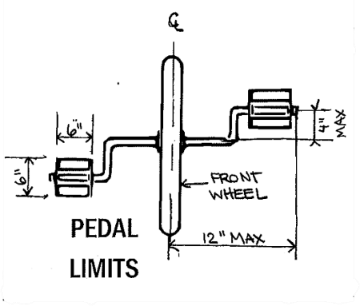 ℄
6"
6"
4" MAX
FRONT
WHEEL
12" MAX
PEDAL
LIMITS